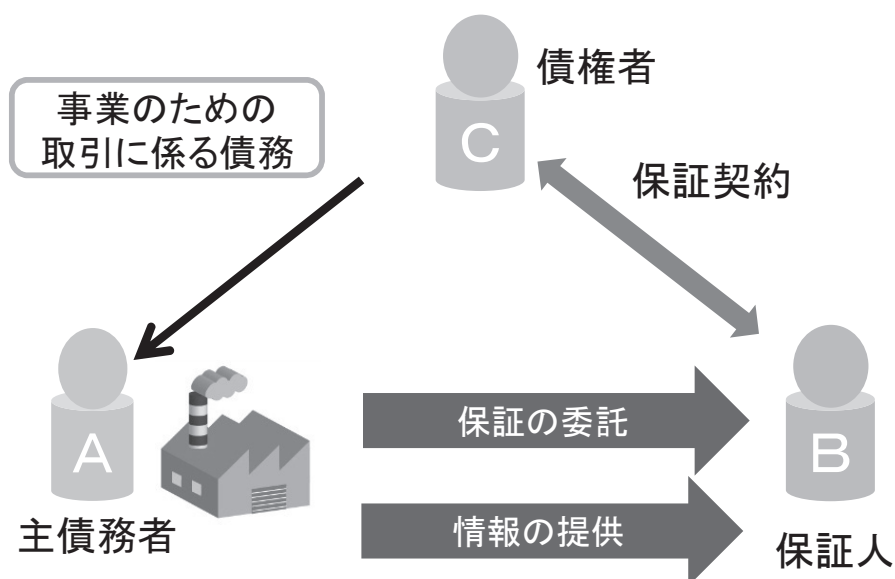 債権者
事業のための
取引に係る債務
C
保証契約
保証の委託
A
B
情報の提供
主債務者
保証人